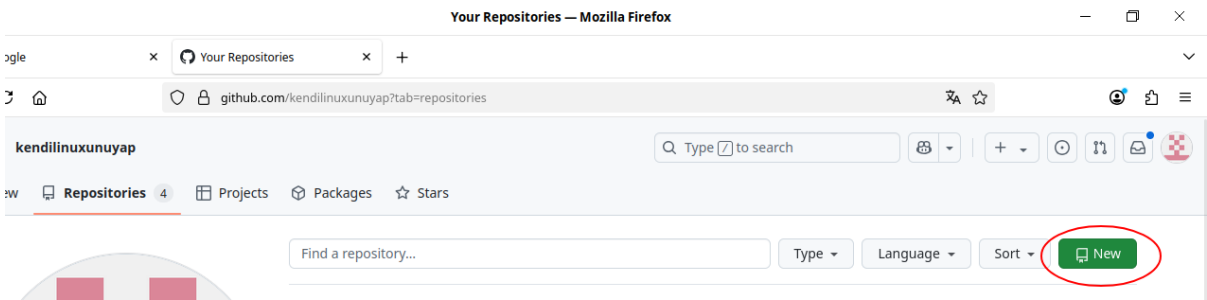 Your Repositories — Mozilla Firefox
ogle Your Repositories
github.com/kendilinuxunuyap?tab=repositories
kendilinuxunuyap Type / to search
ew Repositories 4 Projects Packages Stars
Find a repository... Type Language Sort New